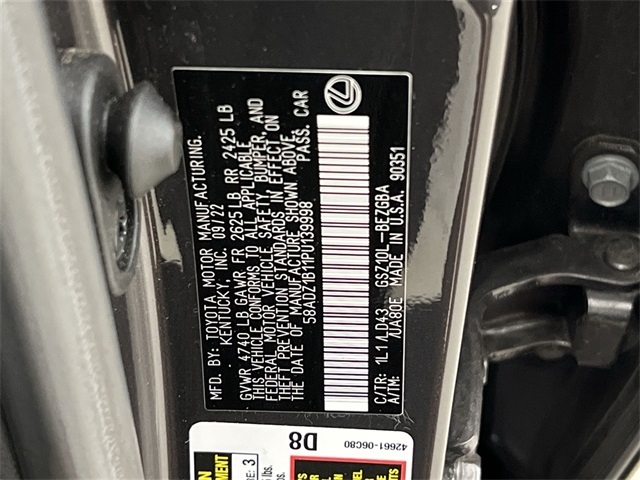 MFD. BY: TOYOTA MOTOR MANUFACTURING.
KENTUCKY, INC. 09/22
GVWR 4740 LB GAWR FR 2625 LB RR 2425 LB
THIS VEHICLE CONFORMS TO ALL APPLICABLE
FEDERAL MOTOR VEHICLE SAFETY, BUMPER, AND
THEFT PREVENTION STANDARDS IN EFFECT ON
THE DATE OF MANUFACTURE SHOWN ABOVE.
58ADZ1B10PU139998 PASS. CAR
C/TR: 1L1/LD43 GSZ10L-BEZGBA
A/TM: /UA80E MADE IN U.S.A. 90351
42661-06C80
D8